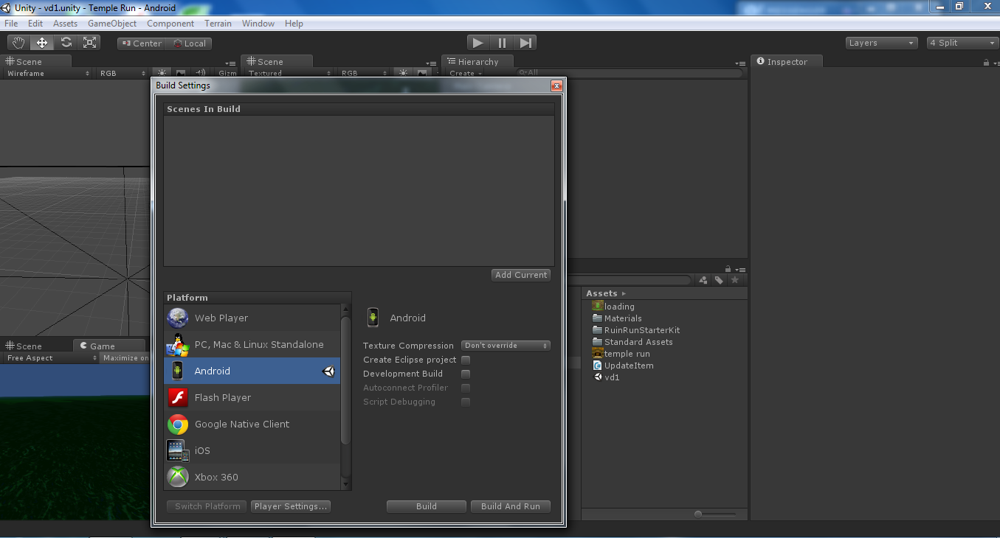 Unity - vd1.unity - Temple Run - Android
File Edit Assets GameObject Component Terrain Window Help
Center Local Layers 4 Split
Scene Scene Hierarchy Inspector
Wireframe RGB Gizm Textured RGB Create All
Build Settings
Scenes In Build
Add Current
Platform
Web Player
PC, Mac & Linux Standalone
Android
Flash Player
Google Native Client
iOS
Xbox 360
Android
Texture Compression Don't override
Create Eclipse project
Development Build
Autoconnect Profiler
Script Debugging
Switch Platform Player Settings... Build Build And Run
Scene Game
Free Aspect Maximize on
Assets
loading
Materials
RuinRunStarterKit
Standard Assets
temple run
UpdateItem
vd1